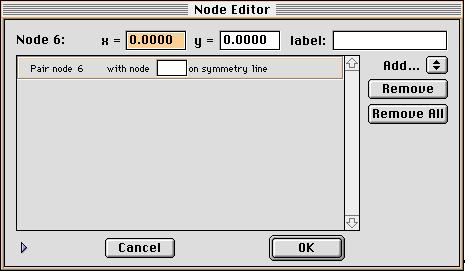 Node Editor
Node 6: x = 0.0000 y = 0.0000 label:
Pair node 6 with node on symmetry line
Add...
Remove
Remove All
Cancel
OK